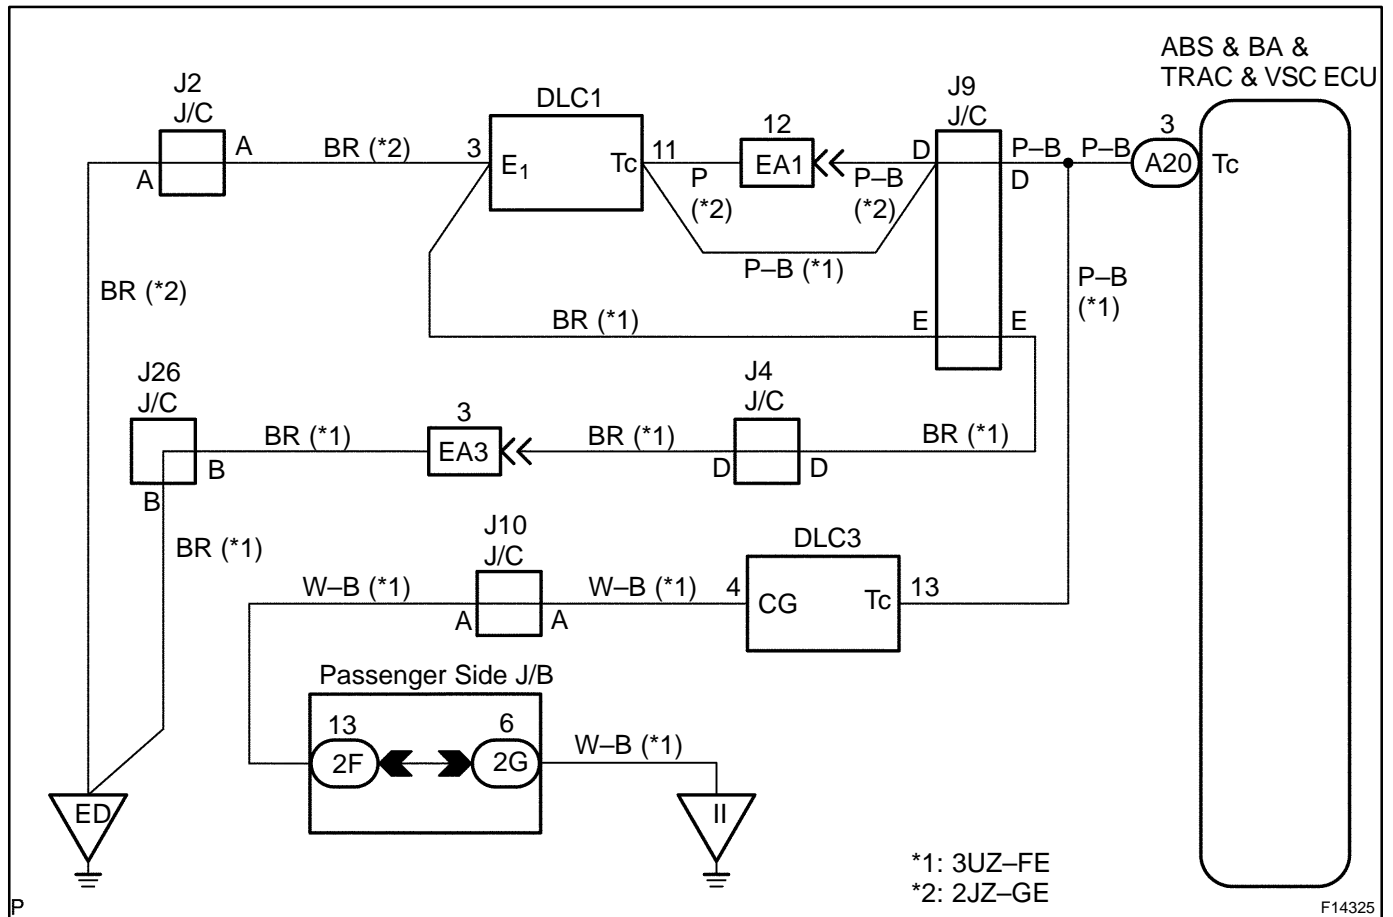 ABS & BA &
TRAC & VSC ECU
J2
J/C
A
A
BR (*2)
3
DLC1
E1
Tc
11
P
(*2)
12
EA1
P–B
(*2)
D
J9
J/C
P–B
D
P–B
3
A20
Tc
P–B (*1)
P–B
(*1)
BR (*2)
BR (*1)
E
E
J26
J/C
B
B
BR (*1)
3
EA3
BR (*1)
J4
J/C
D
D
BR (*1)
BR (*1)
J10
J/C
W–B (*1)
A
A
W–B (*1)
4
DLC3
CG
Tc
13
Passenger Side J/B
13
2F
6
2G
W–B (*1)
ED
II
*1: 3UZ–FE
*2: 2JZ–GE
P
F14325